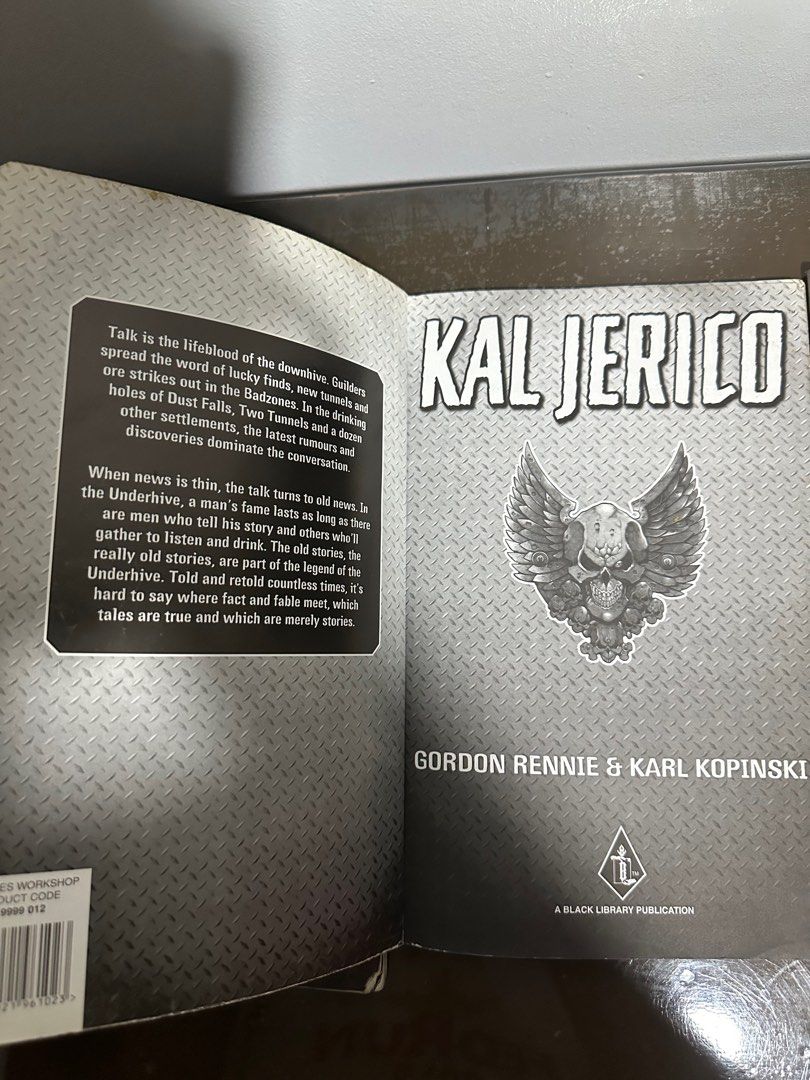 Talk is the lifeblood of the downhive. Guilders
spread the word of lucky finds, new tunnels and
ore strikes out in the Badzones. In the drinking
holes of Dust Falls, Two Tunnels and a dozen
other settlements, the latest rumours and
discoveries dominate the conversation.
When news is thin, the talk turns to old news. In
the Underhive, a man's fame lasts as long as there
are men who tell his story and others who'll
gather to listen and drink. The old stories, the
really old stories, are part of the legend of the
Underhive. Told and retold countless times, it's
hard to say where fact and fable meet, which
tales are true and which are merely stories.
ES WORKSHOP
DUCT CODE
9999 012
21961023>
KAL JERICO
GORDON RENNIE & KARL KOPINSKI
L TM
A BLACK LIBRARY PUBLICATION